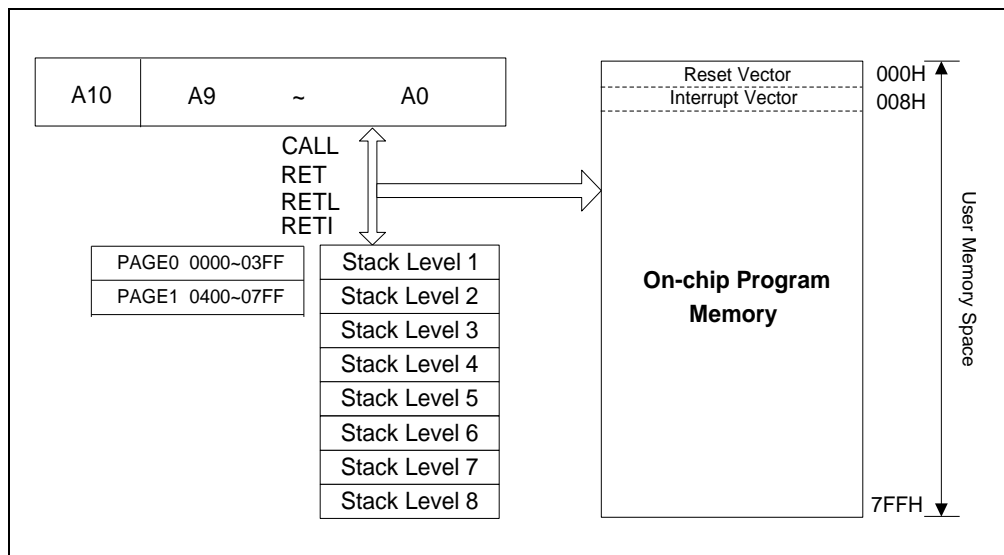 A10 A9 ~ A0
CALL
RET
RETL
RETI
PAGE0 0000~03FF
PAGE1 0400~07FF
Stack Level 1
Stack Level 2
Stack Level 3
Stack Level 4
Stack Level 5
Stack Level 6
Stack Level 7
Stack Level 8
Reset Vector 000H
Interrupt Vector 008H
On-chip Program
Memory
7FFH
User Memory Space